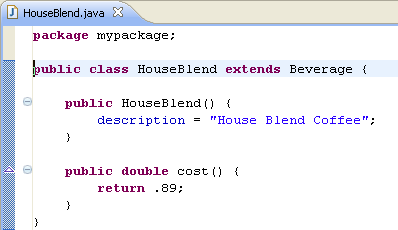 HouseBlend.java
package mypackage;
public class HouseBlend extends Beverage {
public HouseBlend() {
description = "House Blend Coffee";
}
public double cost() {
return .89;
}
}